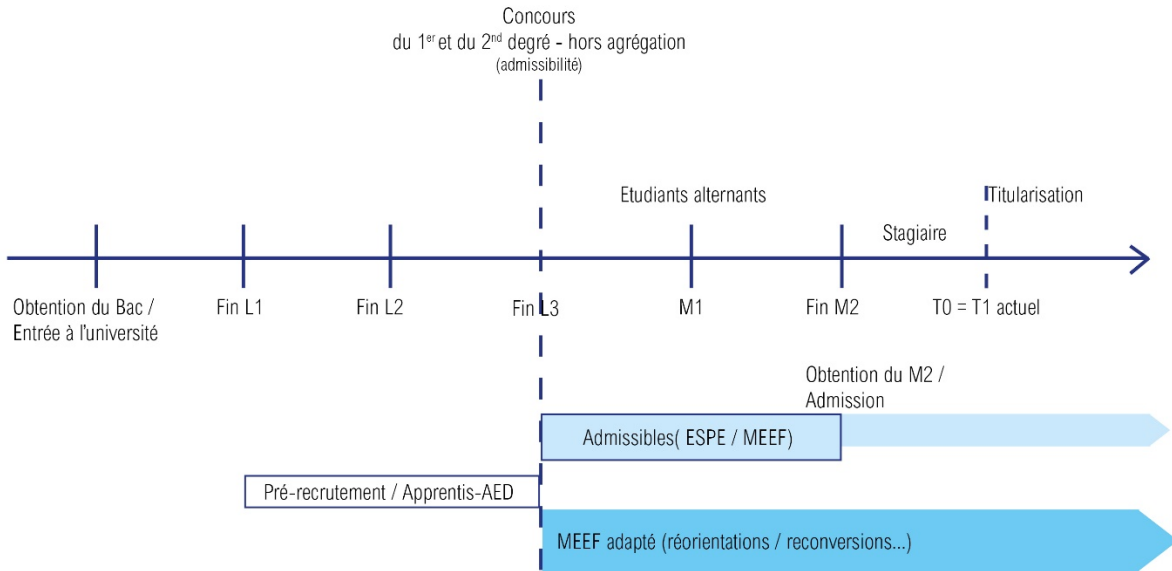 Concours
du 1er et du 2nd degré - hors agrégation
(admissibilité)
Etudiants alternants
Titularisation
Stagiaire
Obtention du Bac /
Entrée à l'université
Fin L1
Fin L2
Fin L3
M1
Fin M2
T0 = T1 actuel
Obtention du M2 /
Admission
Admissibles( ESPE / MEEF)
Pré-recrutement / Apprentis-AED
MEEF adapté (réorientations / reconversions...)